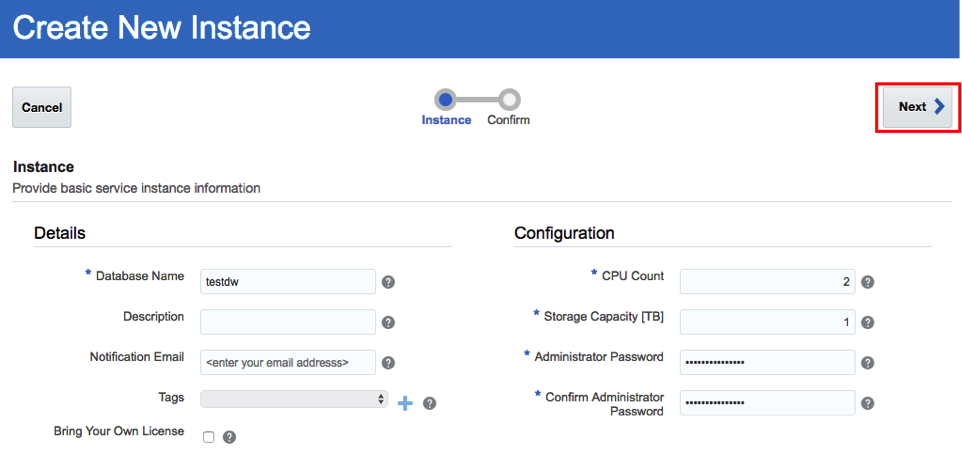 Create New Instance
Cancel
Instance
Confirm
Next
Instance
Provide basic service instance information
Details
* Database Name
testdw
?
Description
?
Notification Email
<enter your email addresss>
?
Tags
?
Bring Your Own License
?
Configuration
* CPU Count
2
?
* Storage Capacity [TB]
1
?
* Administrator Password
•••••••••••••••
?
* Confirm Administrator
Password
•••••••••••••••
?